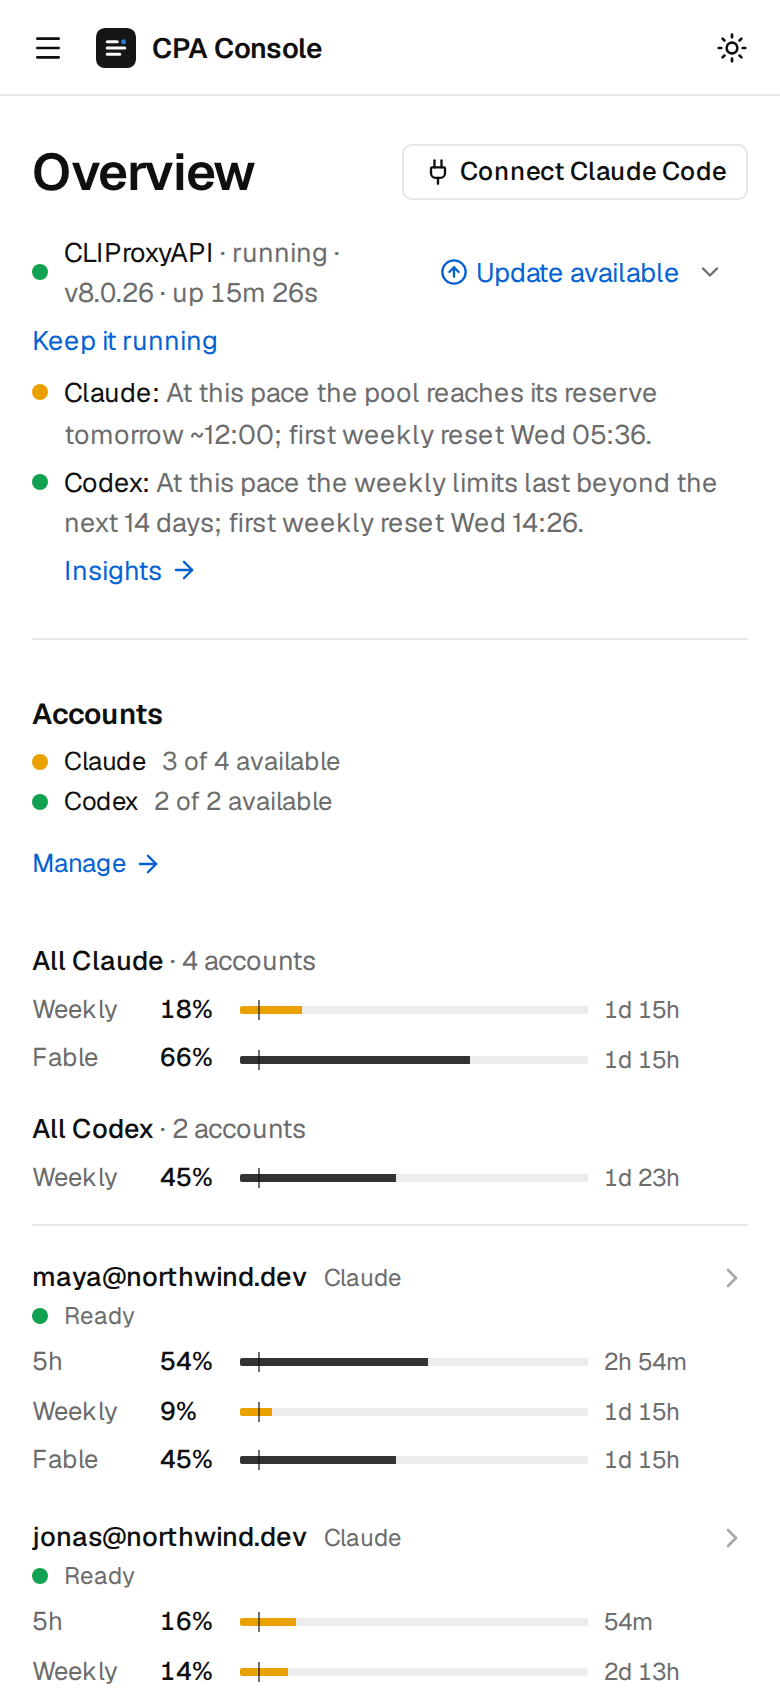 CPA Console
Overview
Connect Claude Code
CLIProxyAPI · running ·
v8.0.26 · up 15m 26s
Update available
Keep it running
Claude: At this pace the pool reaches its reserve
tomorrow ~12:00; first weekly reset Wed 05:36.
Codex: At this pace the weekly limits last beyond the
next 14 days; first weekly reset Wed 14:26.
Insights →
Accounts
Claude 3 of 4 available
Codex 2 of 2 available
Manage →
All Claude · 4 accounts
Weekly 18% 1d 15h
Fable 66% 1d 15h
All Codex · 2 accounts
Weekly 45% 1d 23h
maya@northwind.dev Claude
Ready
5h 54% 2h 54m
Weekly 9% 1d 15h
Fable 45% 1d 15h
jonas@northwind.dev Claude
Ready
5h 16% 54m
Weekly 14% 2d 13h